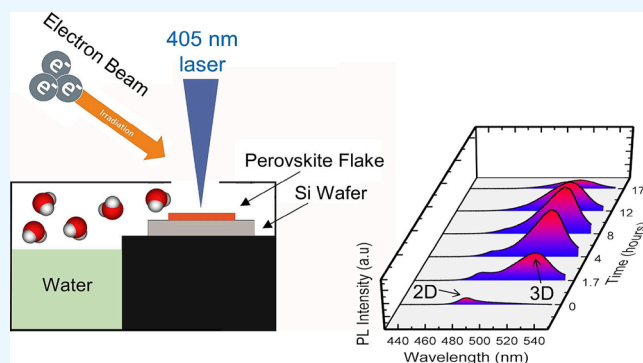 Electron Beam
e⁻
e⁻ e⁻
Irradiation
405 nm
laser
Perovskite Flake
Si Wafer
Water
PL Intensity (a.u)
2D
3D
0
1.7
4
8
12
17
Time (hours)
440 460 480 500 520 540
Wavelength (nm)